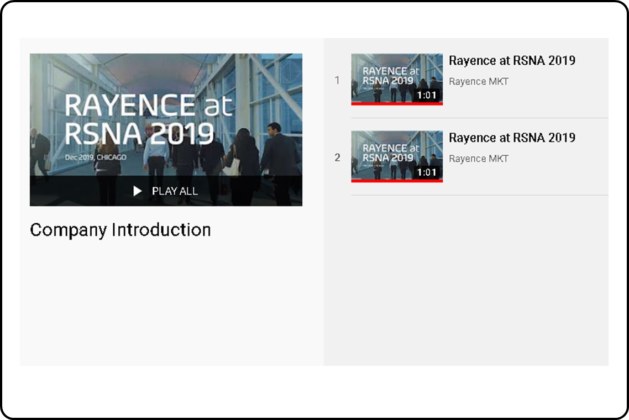 RAYENCE at
RSNA 2019
Dec 2019, CHICAGO
PLAY ALL
Company Introduction
1
RAYENCE at
RSNA 2019
1:01
Rayence at RSNA 2019
Rayence MKT
2
RAYENCE at
RSNA 2019
1:01
Rayence at RSNA 2019
Rayence MKT